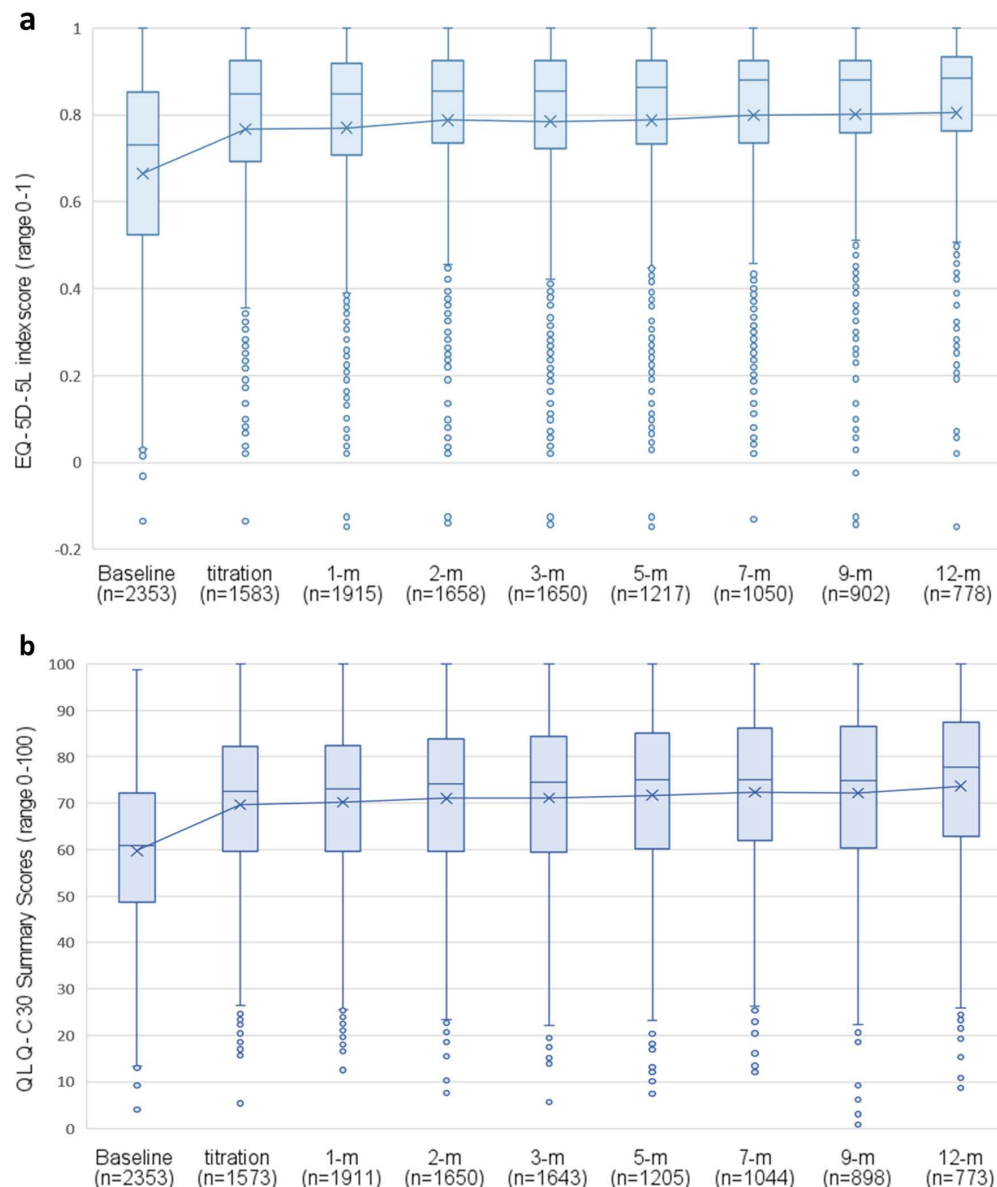 a
1
0.8
0.6
0.4
0.2
0
-0.2
EQ-5D-5L index score (range 0-1)
Baseline titration 1-m 2-m 3-m 5-m 7-m 9-m 12-m
(n=2353) (n=1583) (n=1915) (n=1658) (n=1650) (n=1217) (n=1050) (n=902) (n=778)
b
100
90
80
70
60
50
40
30
20
10
0
QLQ-C30 Summary Scores (range 0-100)
Baseline titration 1-m 2-m 3-m 5-m 7-m 9-m 12-m
(n=2353) (n=1573) (n=1911) (n=1650) (n=1643) (n=1205) (n=1044) (n=898) (n=773)